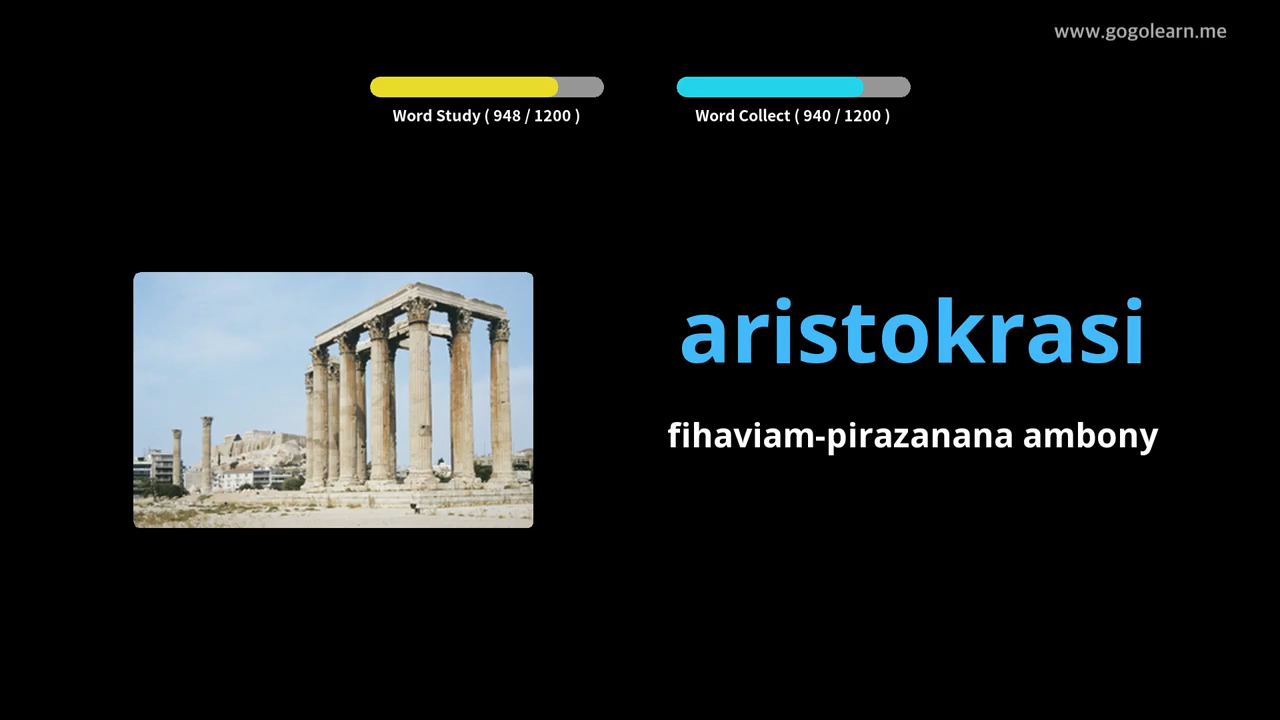 www.gogolearn.me
Word Study ( 948 / 1200 )
Word Collect ( 940 / 1200 )
aristokrasi
fihaviam-pirazanana ambony